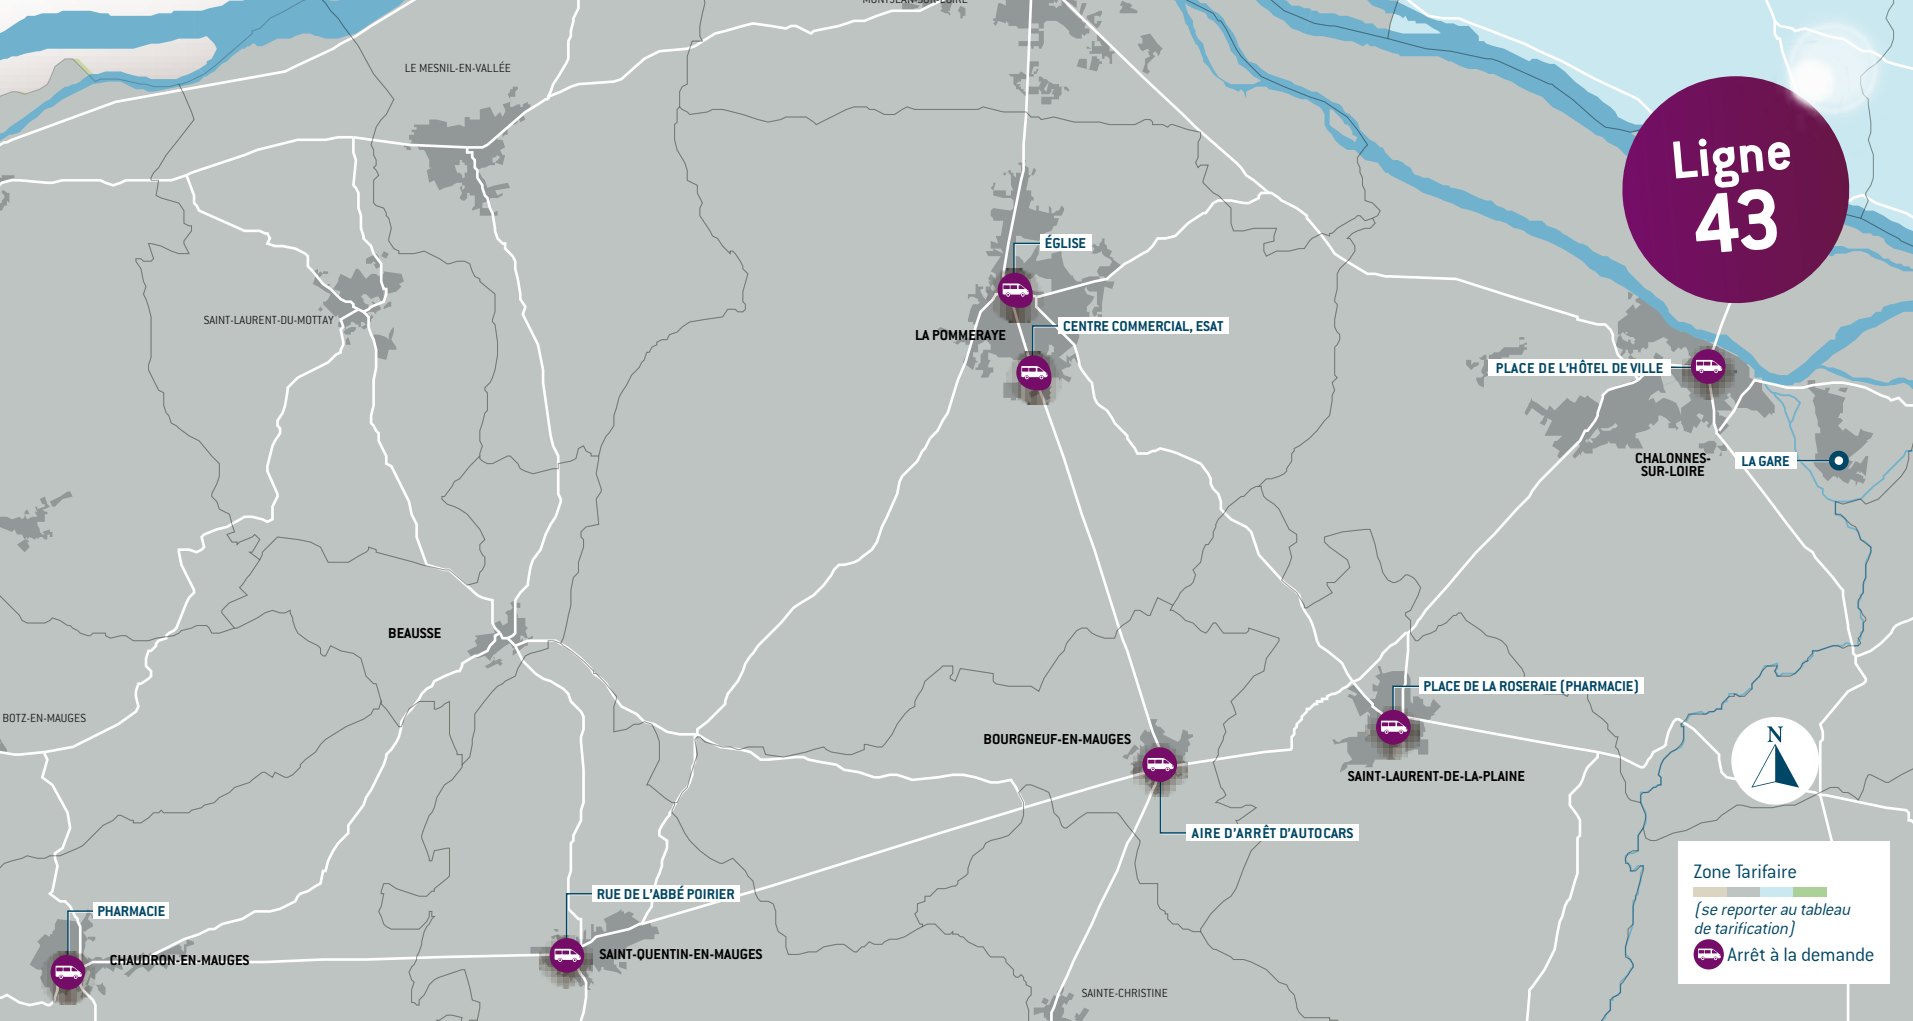 MONTJEAN-SUR-LOIRE
LE MESNIL-EN-VALLÉE
Ligne
43
ÉGLISE
SAINT-LAURENT-DU-MOTTAY
CENTRE COMMERCIAL, ESAT
LA POMMERAYE
PLACE DE L'HÔTEL DE VILLE
CHALONNES-
SUR-LOIRE
LA GARE
BEAUSSE
PLACE DE LA ROSERAIE (PHARMACIE)
BOTZ-EN-MAUGES
BOURGNEUF-EN-MAUGES
N
SAINT-LAURENT-DE-LA-PLAINE
AIRE D'ARRÊT D'AUTOCARS
Zone Tarifaire
(se reporter au tableau
de tarification)
Arrêt à la demande
RUE DE L'ABBÉ POIRIER
PHARMACIE
CHAUDRON-EN-MAUGES
SAINT-QUENTIN-EN-MAUGES
SAINTE-CHRISTINE